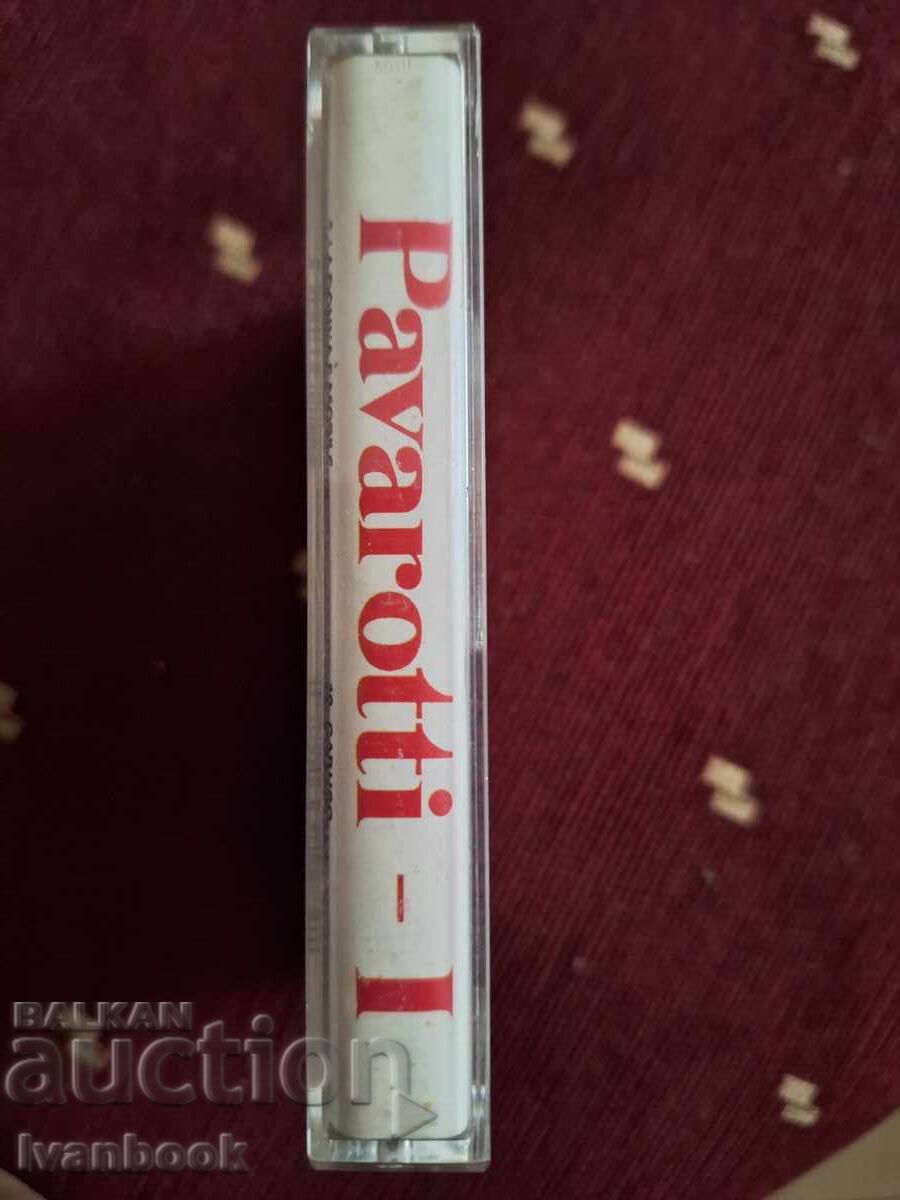 Pavarotti - I
BALKAN
auction
Ivanbook